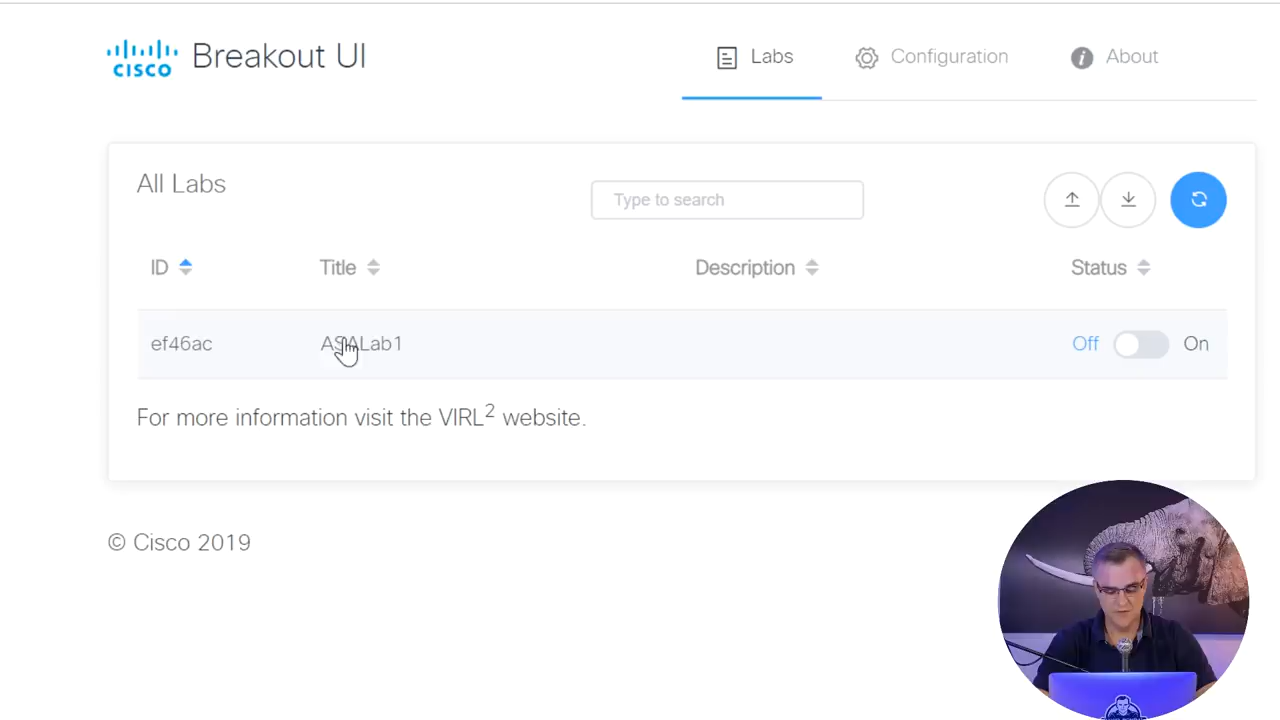 CISCO Breakout UI Labs Configuration About
All Labs Type to search
ID Title Description Status
ef46ac ASALab1 Off On
For more information visit the VIRL² website.
© Cisco 2019